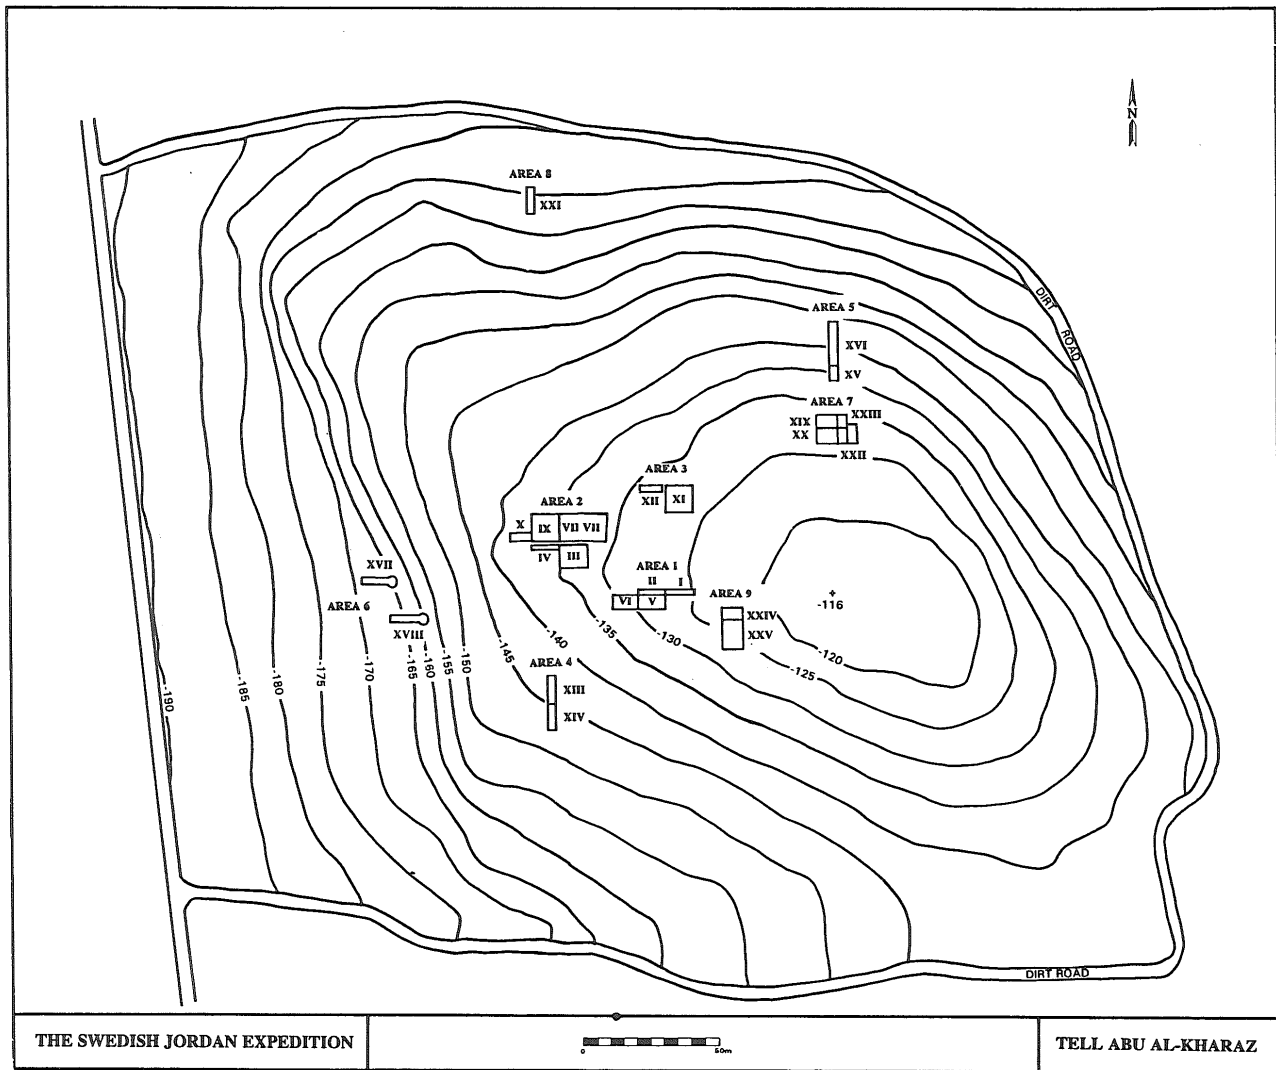 N
AREA 8
XXI
DIRT ROAD
AREA 5
XVI
XV
AREA 7
XIX XXIII
XX
XXII
AREA 3
XII XI
AREA 2
X IX VII VII
IV III
AREA 1
II I
VI V
XVII
AREA 6
XVIII
AREA 9
XXIV
XXV
+
-116
-120
-125
-130
-135
-140
-145
-150
-155
-160
-165
-170
-175
-180
-185
-190
AREA 4
XIII
XIV
DIRT ROAD
THE SWEDISH JORDAN EXPEDITION
0 50m
TELL ABU AL-KHARAZ